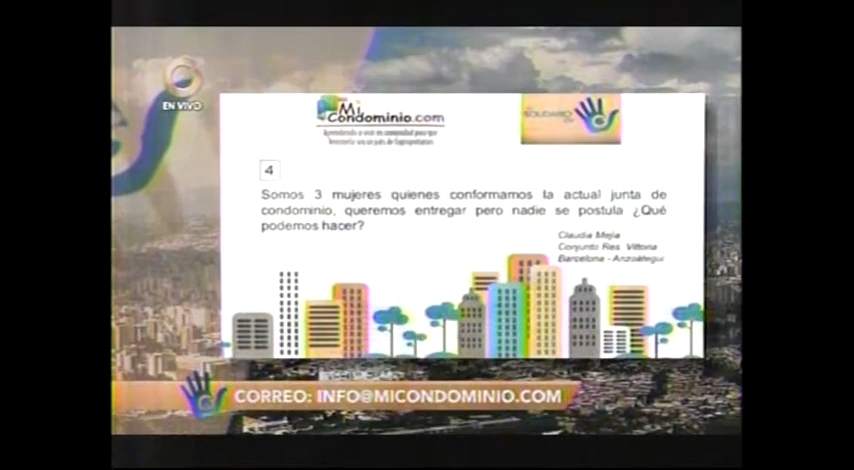 EN VIVO
Mi
Condominio.com
Aprendiendo a vivir en comunidad para que
SOLIDARIO
4
Somos 3 mujeres quienes conformamos la actual junta de
condominio, queremos entregar pero nadie se postula ¿Qué
podemos hacer?
Claudia Mejía
Conjunto Res. Vittoria
Barcelona - Anzoátegui
CORREO: INFO@MICONDOMINIO.COM